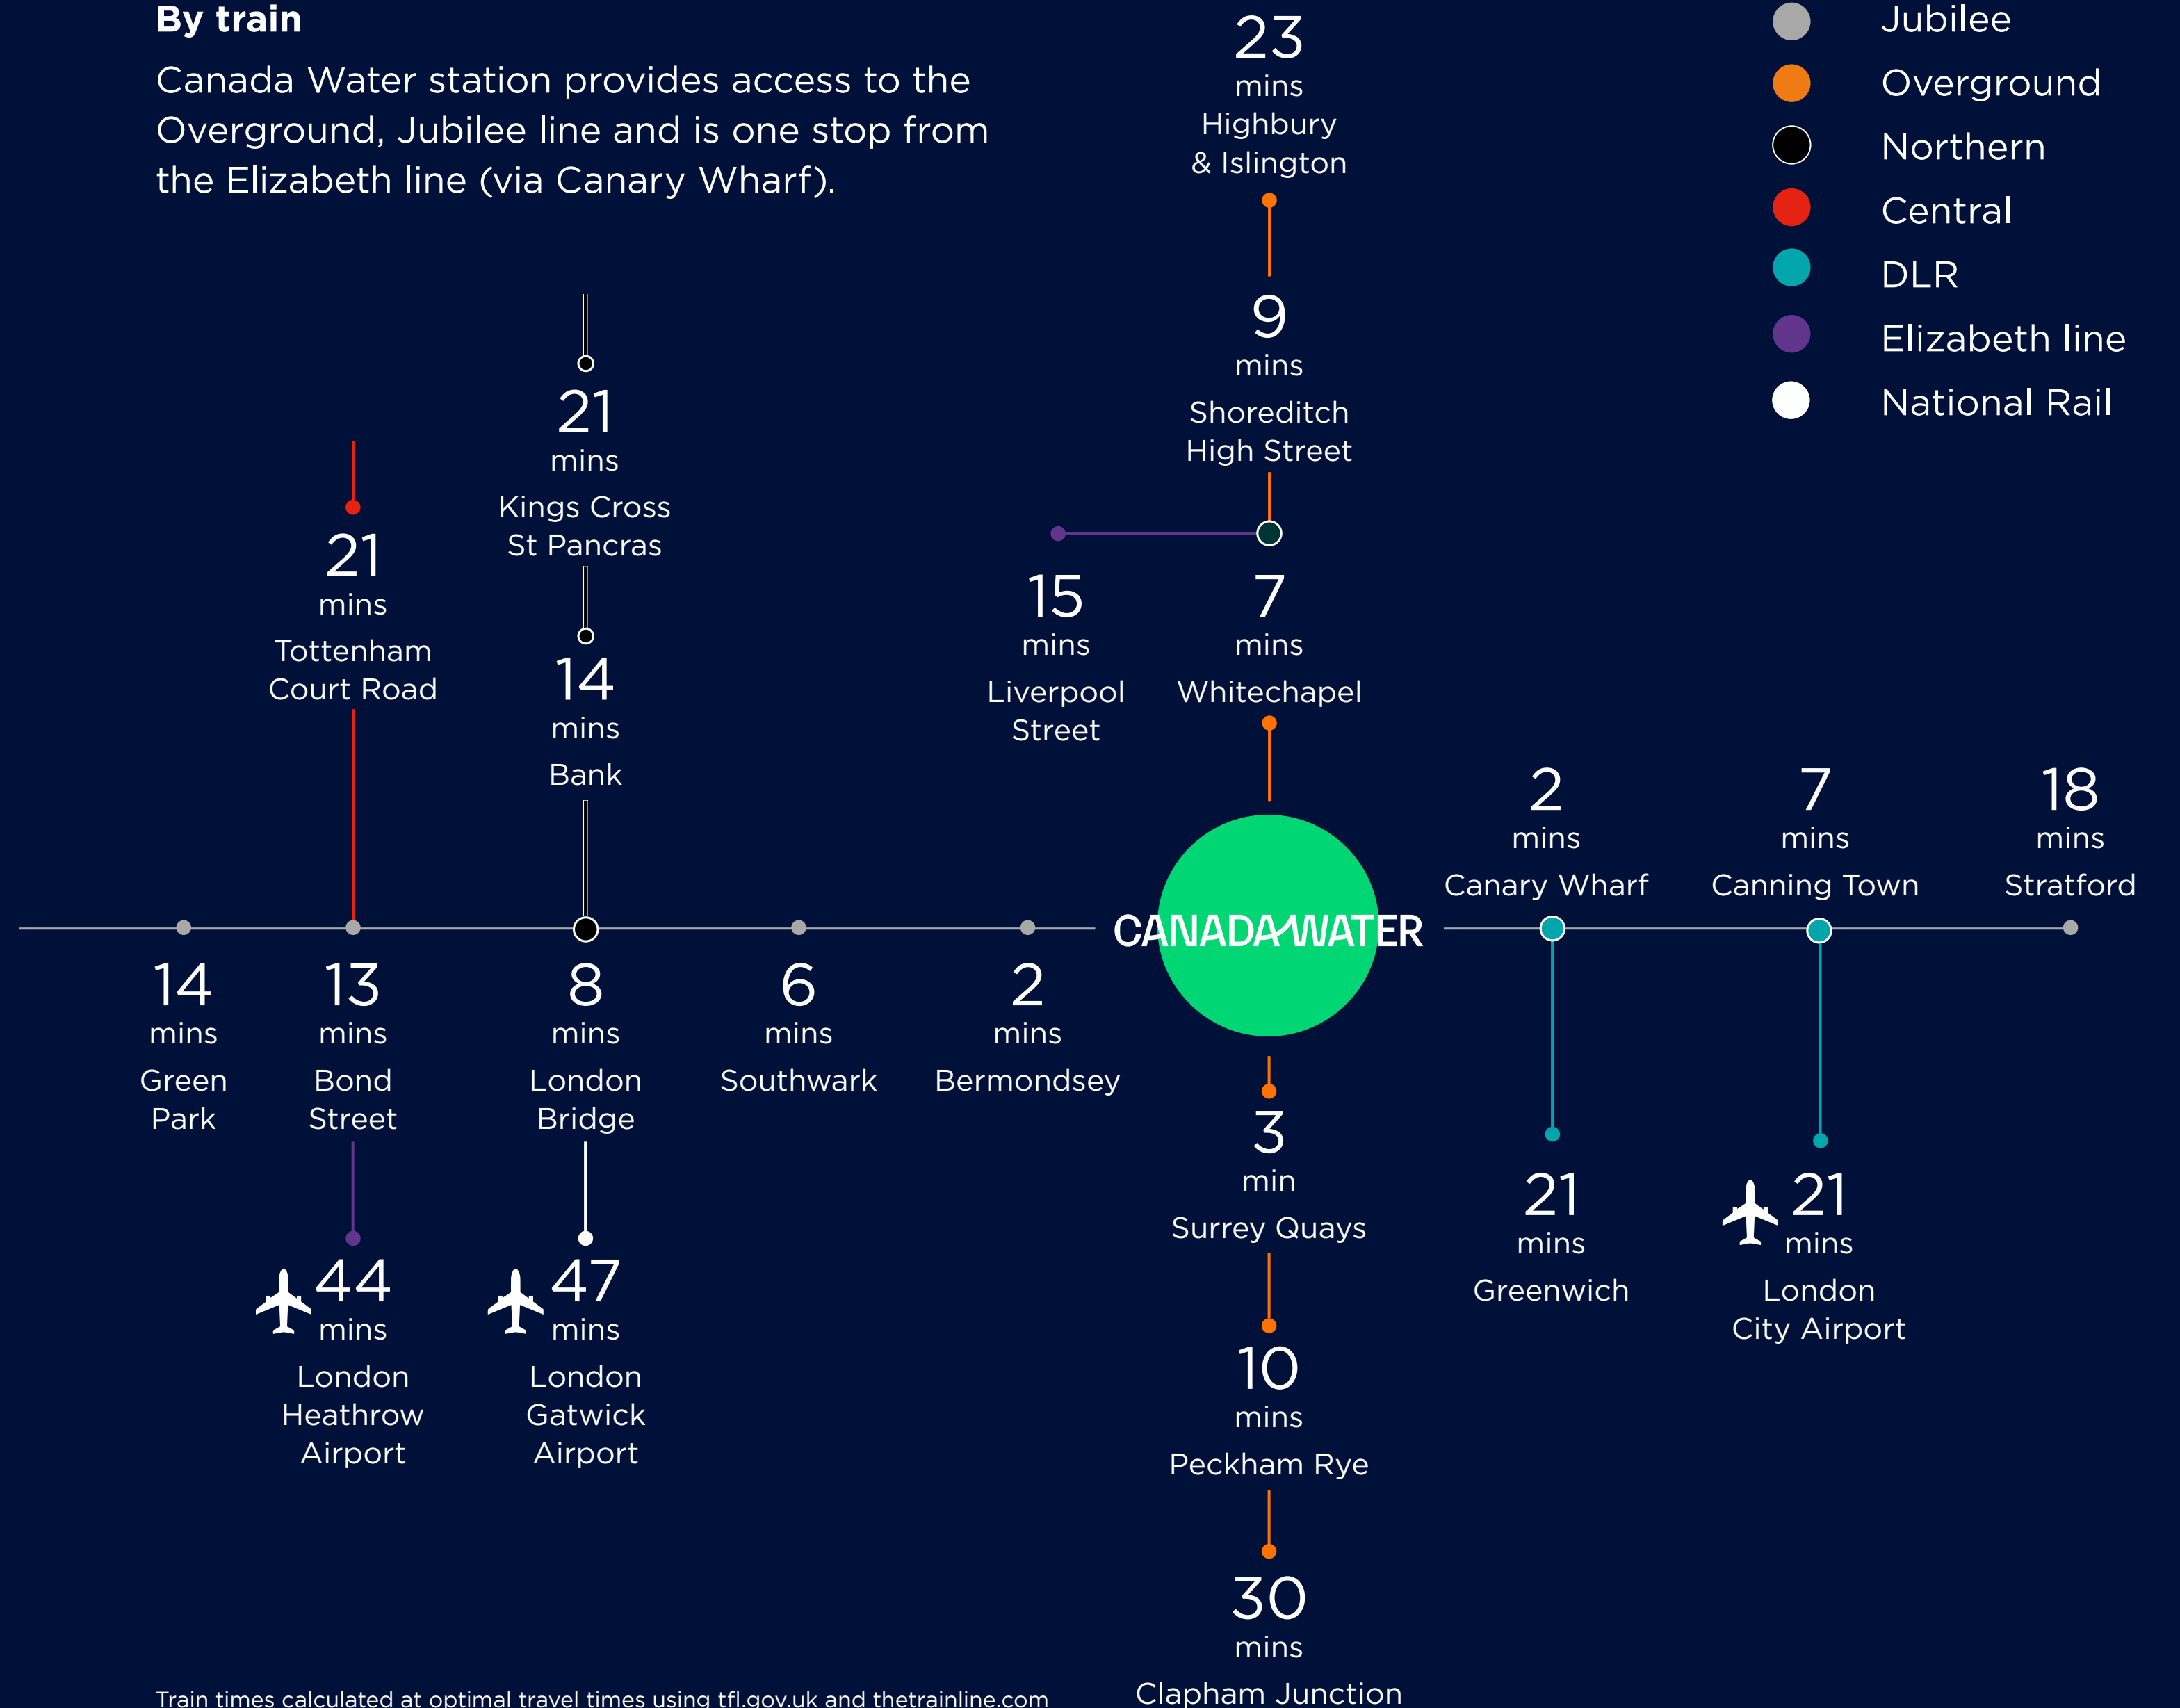 By train
Canada Water station provides access to the
Overground, Jubilee line and is one stop from
the Elizabeth line (via Canary Wharf).
23
mins
Highbury
& Islington
Jubilee
Overground
Northern
Central
DLR
Elizabeth line
National Rail
9
mins
Shoreditch
High Street
21
mins
Kings Cross
St Pancras
21
mins
Tottenham
Court Road
14
mins
Bank
15
mins
Liverpool
Street
7
mins
Whitechapel
2
mins
Canary Wharf
7
mins
Canning Town
18
mins
Stratford
CANADA WATER
14
mins
Green
Park
13
mins
Bond
Street
8
mins
London
Bridge
6
mins
Southwark
2
mins
Bermondsey
3
min
Surrey Quays
21
mins
Greenwich
21
mins
London
City Airport
44
mins
London
Heathrow
Airport
47
mins
London
Gatwick
Airport
10
mins
Peckham Rye
30
mins
Clapham Junction
Train times calculated at optimal travel times using tfl.gov.uk and thetrainline.com